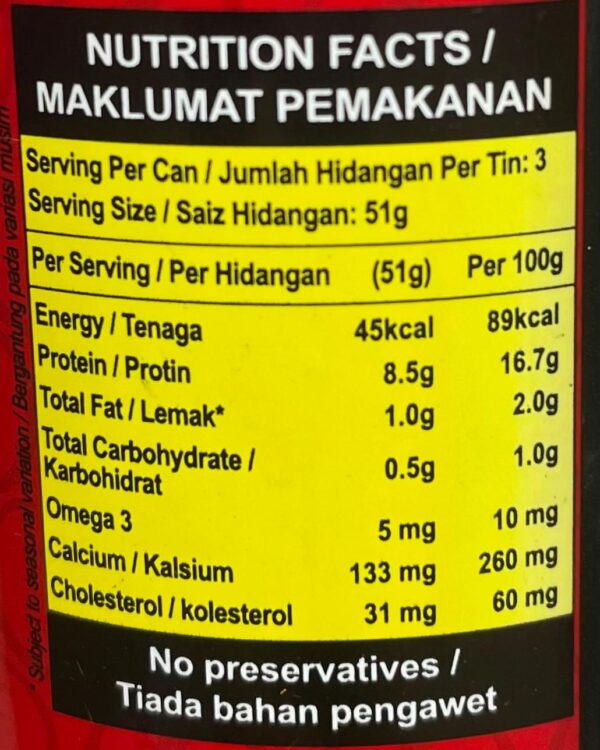 NUTRITION FACTS /
MAKLUMAT PEMAKANAN
Serving Per Can / Jumlah Hidangan Per Tin: 3
Serving Size / Saiz Hidangan: 51g
Per Serving / Per Hidangan (51g) Per 100g
Energy / Tenaga 45kcal 89kcal
Protein / Protin 8.5g 16.7g
Total Fat / Lemak* 1.0g 2.0g
Total Carbohydrate /
Karbohidrat 0.5g 1.0g
Omega 3 5 mg 10 mg
Calcium / Kalsium 133 mg 260 mg
Cholesterol / kolesterol 31 mg 60 mg
No preservatives /
Tiada bahan pengawet
* Subject to seasonal variation / Bergantung pada variasi musim